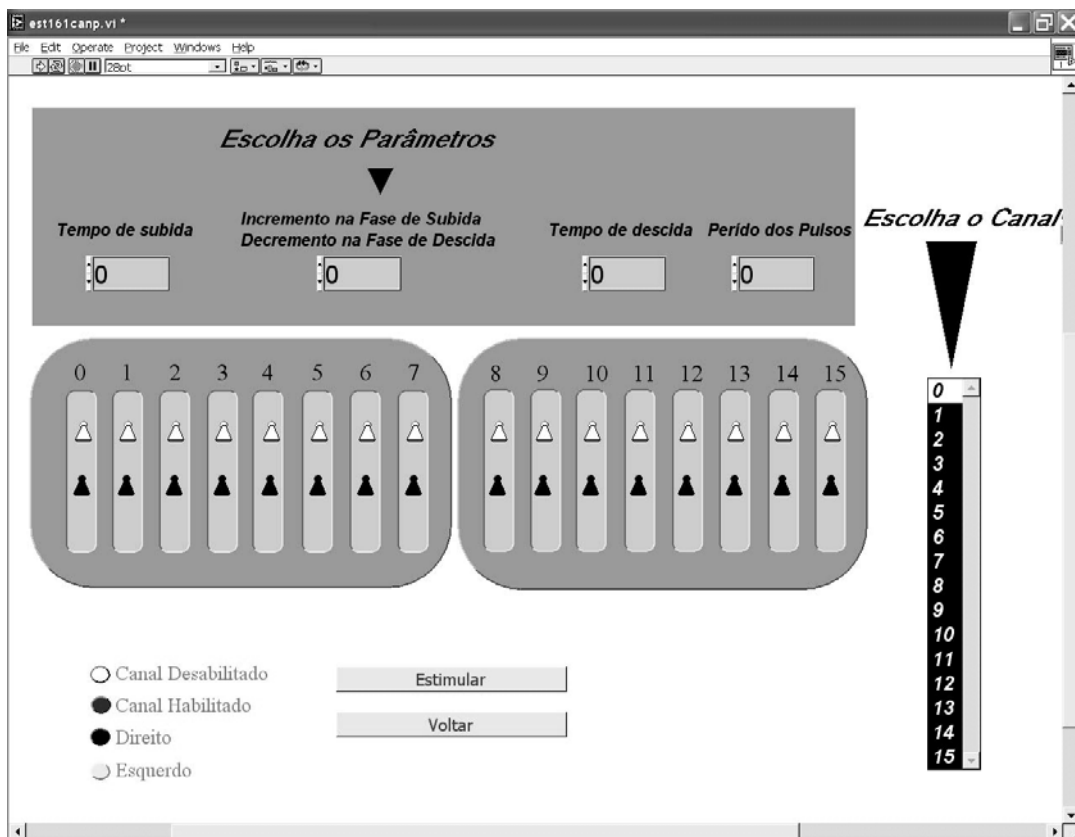 est161canp.vi *
File Edit Operate Project Windows Help
28pt
Escolha os Parâmetros
Tempo de subida
Incremento na Fase de Subida
Decremento na Fase de Descida
Tempo de descida
Perído dos Pulsos
0
0
0
0
Escolha o Canal
0 1 2 3 4 5 6 7
8 9 10 11 12 13 14 15
0
1
2
3
4
5
6
7
8
9
10
11
12
13
14
15
Canal Desabilitado
Canal Habilitado
Direito
Esquerdo
Estimular
Voltar